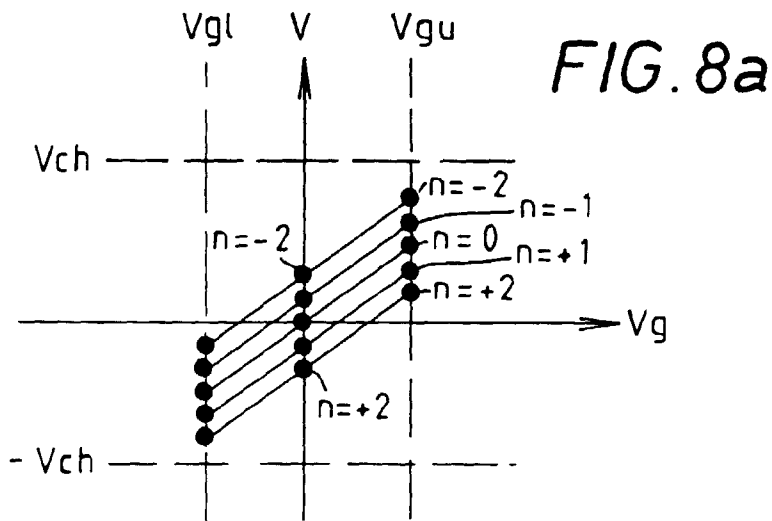 Vgl V Vgu
FIG. 8a
Vch
n=-2
n=-1
n=-2
n=0
n=+1
n=+2
Vg
n=+2
- Vch